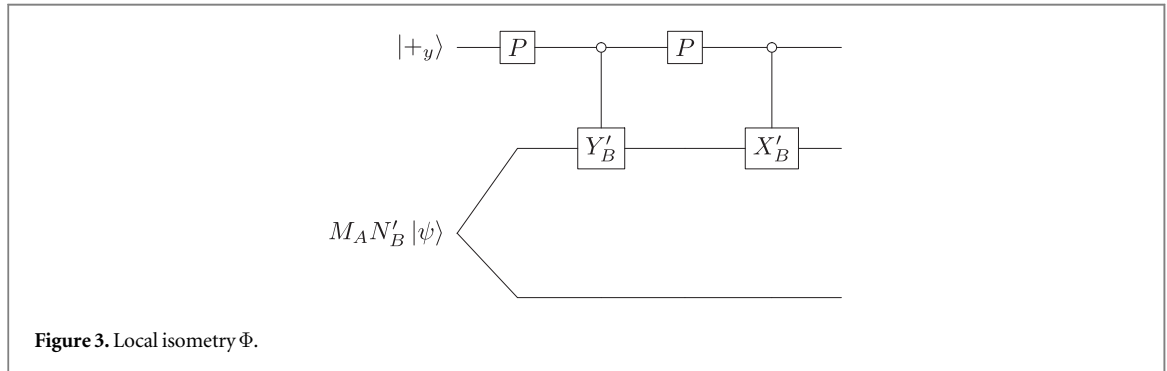 |+_y⟩ P P
Y′_B X′_B
M_A N′_B |ψ⟩
Figure 3. Local isometry Φ.